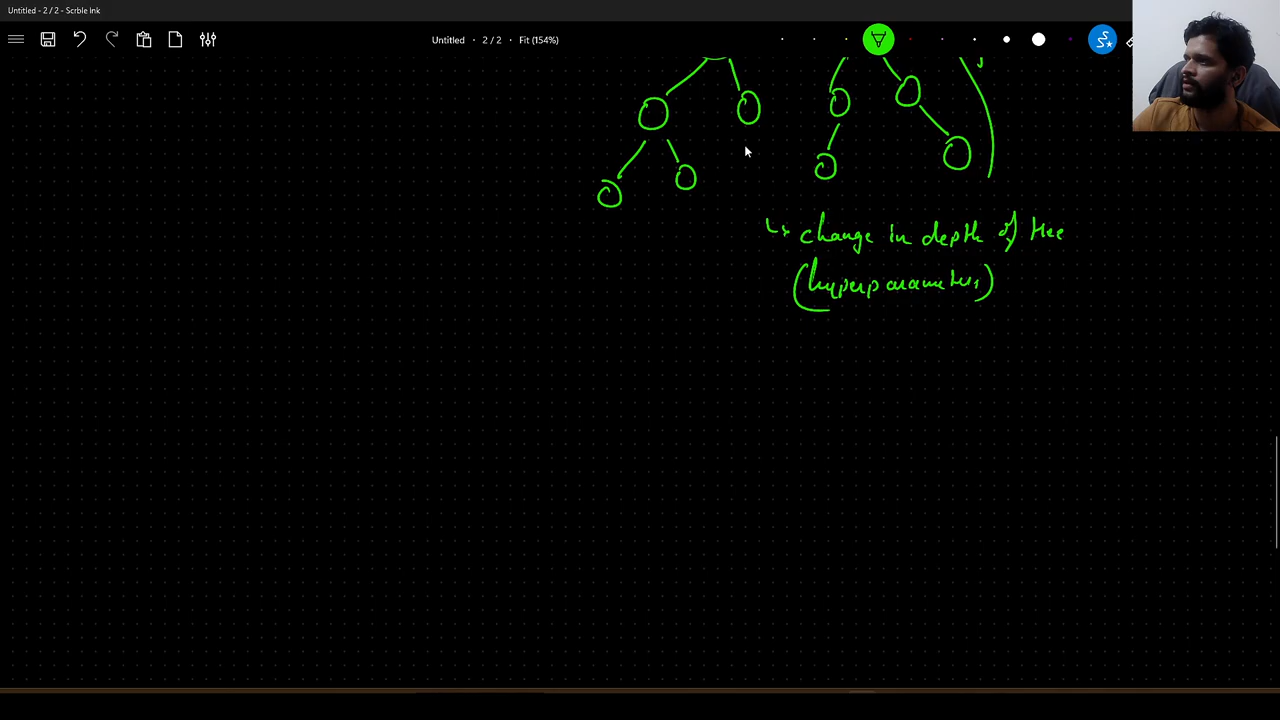 Untitled - 2 / 2 - Scrble Ink
Untitled • 2 / 2 • Fit (154%)
change in depth of tree
(hyperparameters)